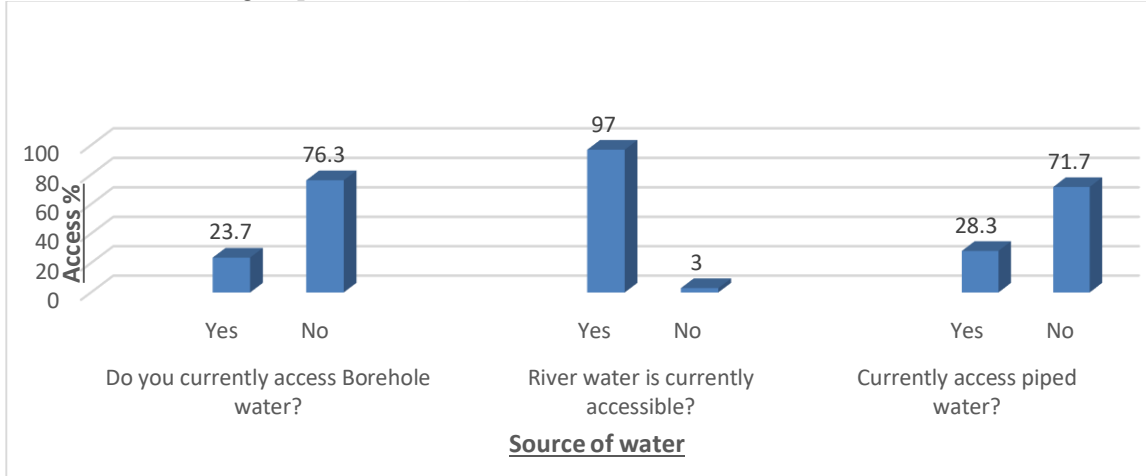 Access %
100
80
60
40
20
0
23.7
76.3
97
3
28.3
71.7
Yes No Yes No Yes No
Do you currently access Borehole water?
River water is currently accessible?
Currently access piped water?
Source of water